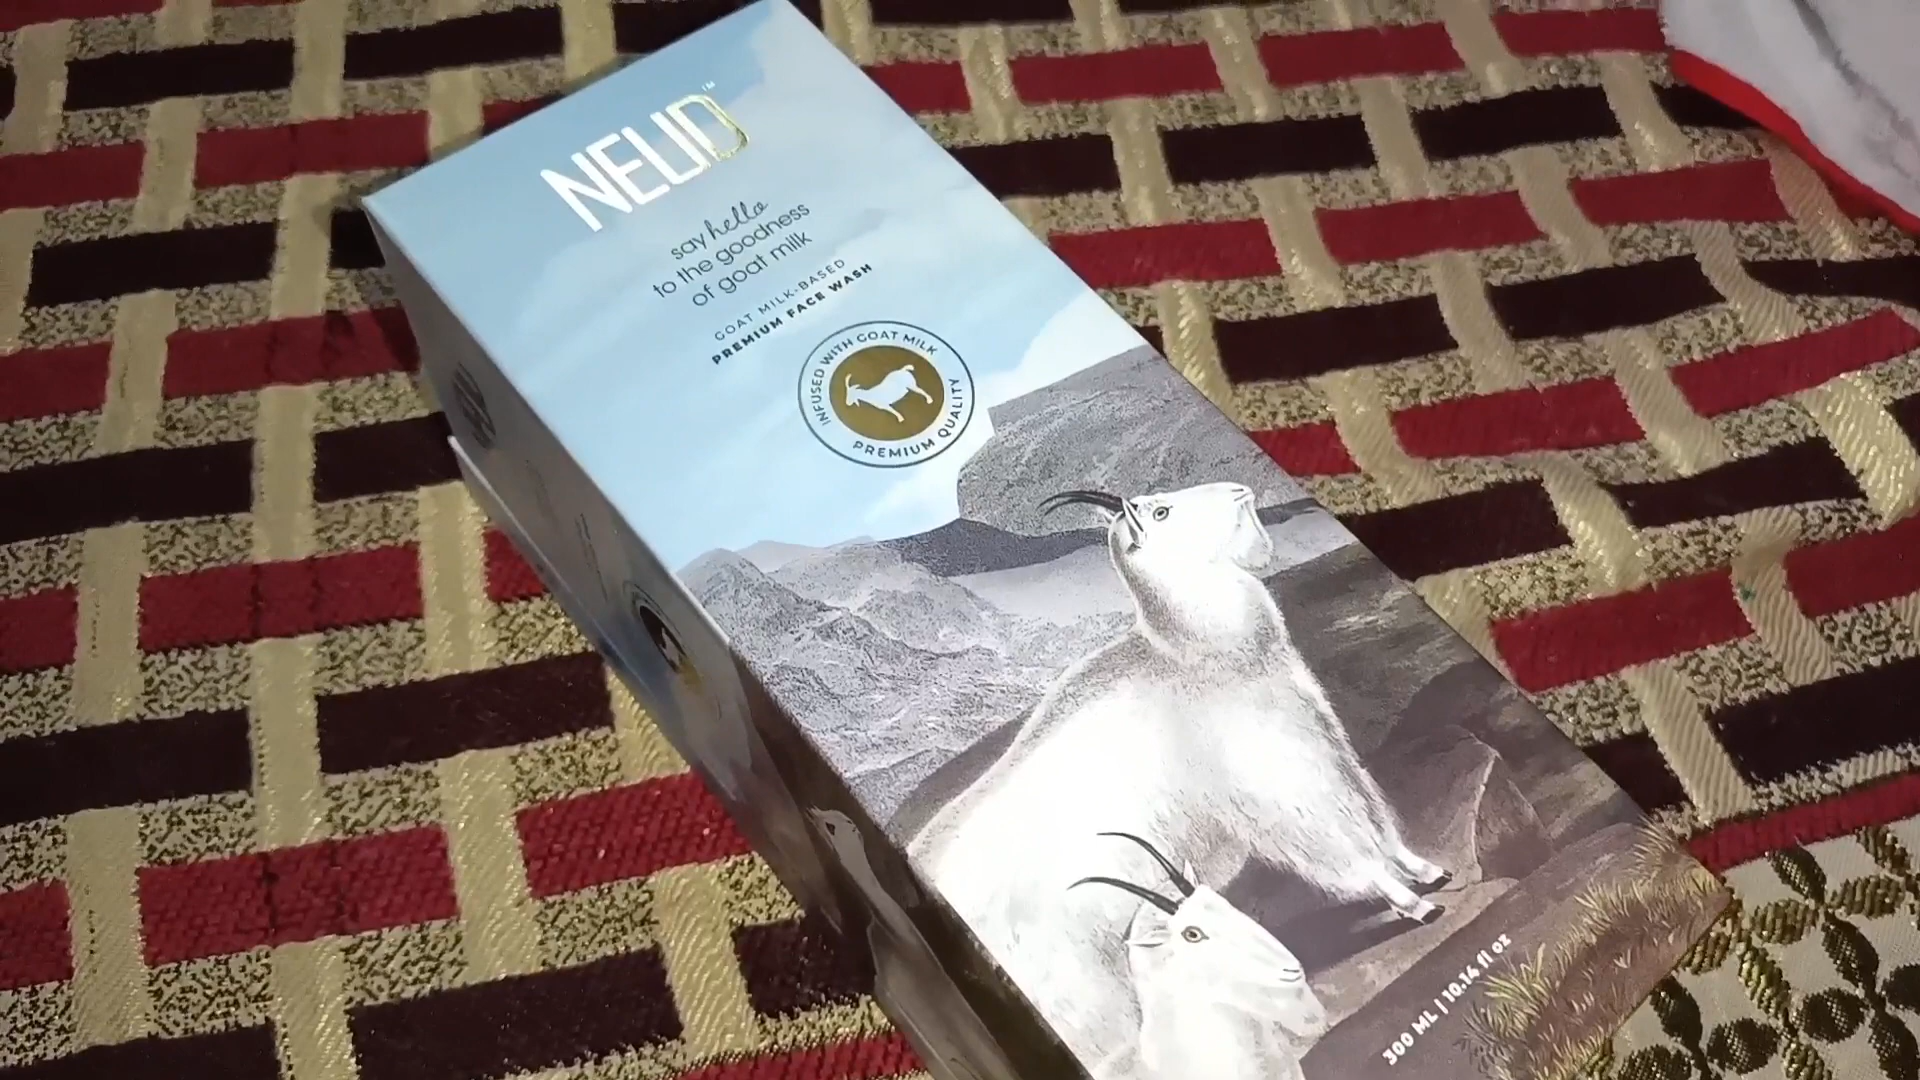 NEUD™
say hello
to the goodness
of goat milk
GOAT MILK-BASED
PREMIUM FACE WASH
INFUSED WITH GOAT MILK
PREMIUM QUALITY
300 ML | 10.14 fl oz